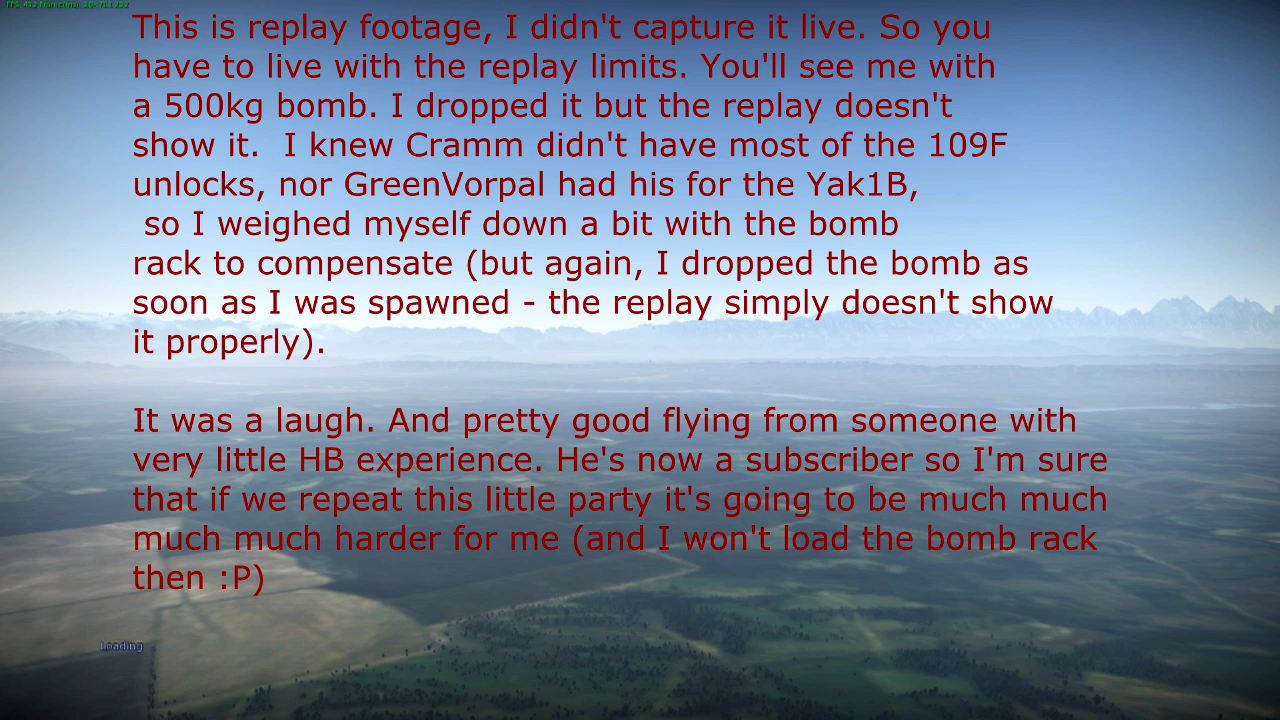 This is replay footage, I didn't capture it live. So you
have to live with the replay limits. You'll see me with
a 500kg bomb. I dropped it but the replay doesn't
show it.  I knew Cramm didn't have most of the 109F
unlocks, nor GreenVorpal had his for the Yak1B,
so I weighed myself down a bit with the bomb
rack to compensate (but again, I dropped the bomb as
soon as I was spawned - the replay simply doesn't show
it properly).
It was a laugh. And pretty good flying from someone with
very little HB experience. He's now a subscriber so I'm sure
that if we repeat this little party it's going to be much much
much much harder for me (and I won't load the bomb rack
then :P)
Loading